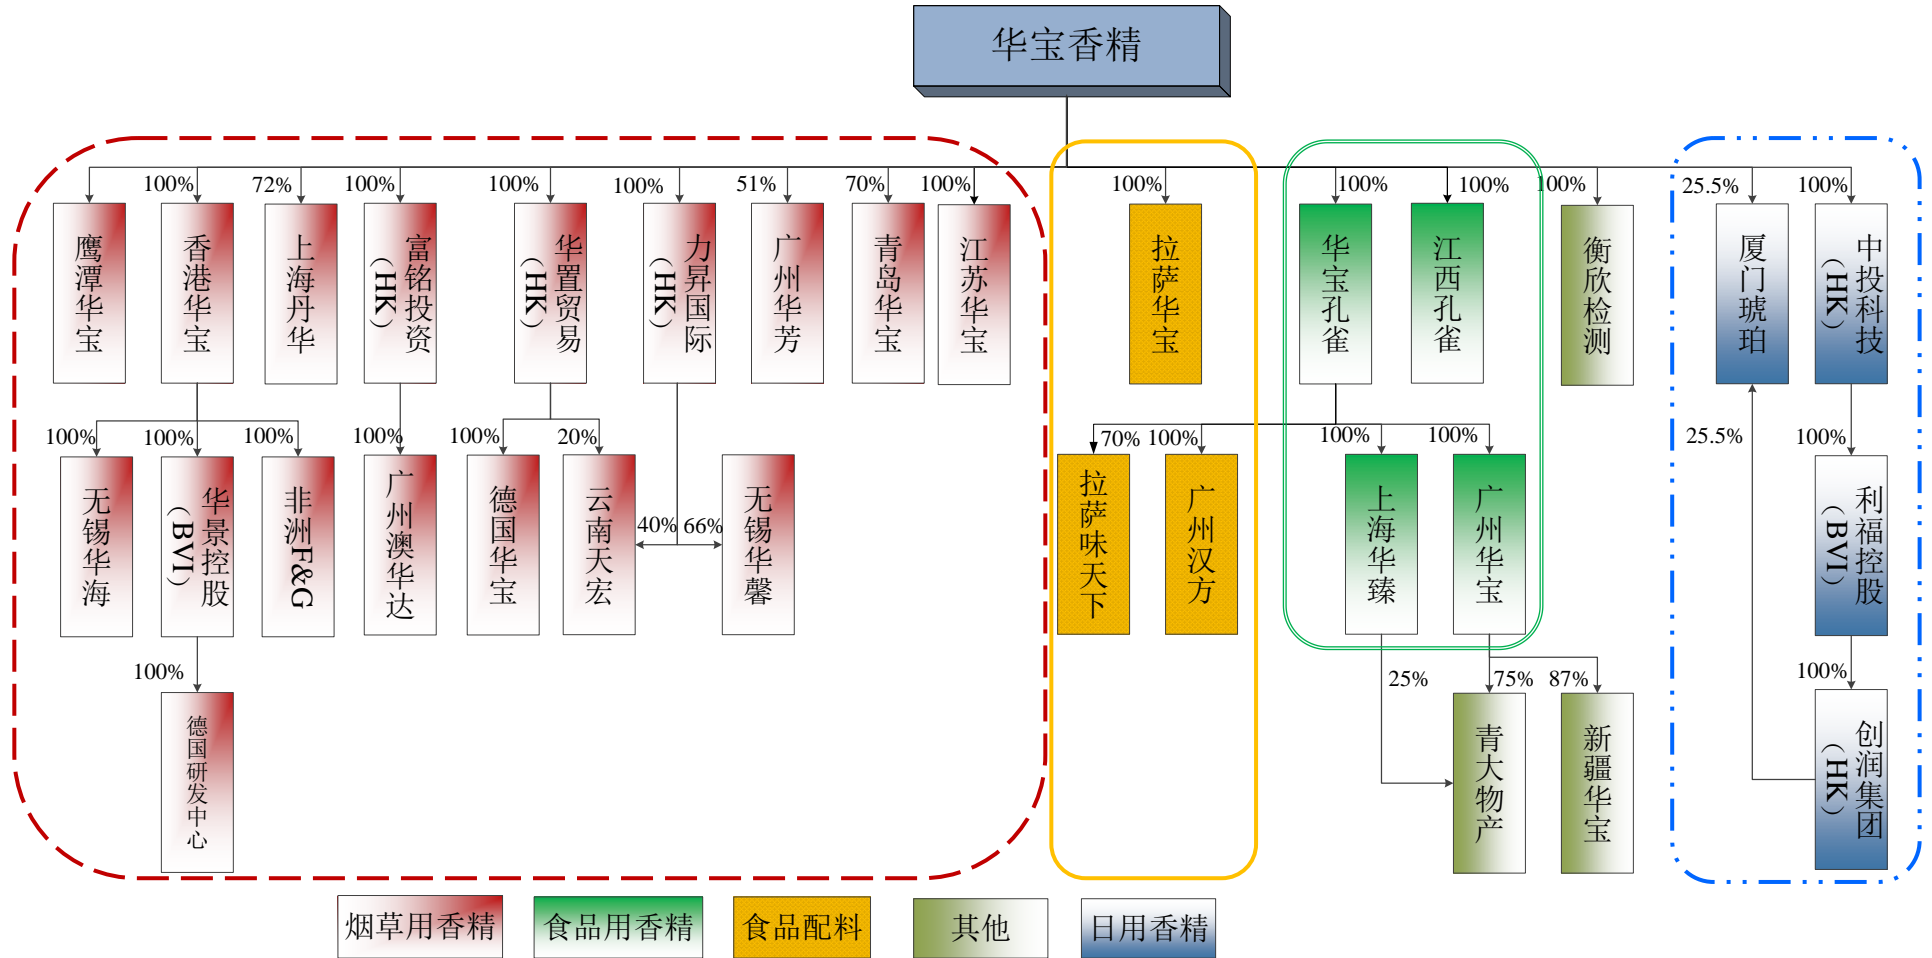 华宝香精
100%
72%
100%
100%
100%
51%
70%
100%
100%
100%
100%
100%
25.5%
100%
鹰潭华宝
香港华宝
上海丹华
富铭投资
(HK)
华置贸易
(HK)
力昇国际
(HK)
广州华芳
青岛华宝
江苏华宝
拉萨华宝
华宝孔雀
江西孔雀
衡欣检测
厦门琥珀
中投科技
(HK)
100%
100%
100%
100%
100%
20%
70%
100%
100%
100%
25.5%
100%
无锡华海
华景控股
(BVI)
非洲F&G
广州澳华达
德国华宝
云南天宏
40%
66%
无锡华馨
拉萨味天下
广州汉方
上海华臻
广州华宝
利福控股
(BVI)
100%
25%
75%
87%
100%
德国研发中心
青大物产
新疆华宝
创润集团
(HK)
烟草用香精
食品用香精
食品配料
其他
日用香精